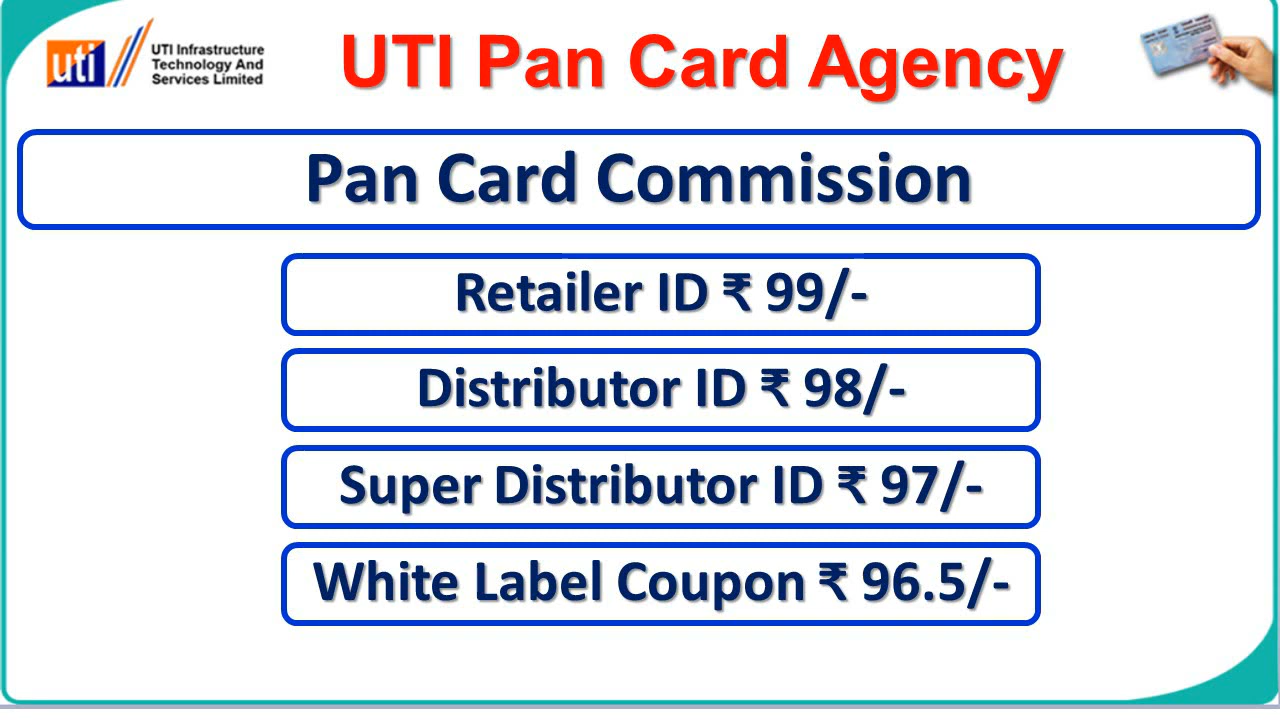 uti
UTI Infrastructure
Technology And
Services Limited
UTI Pan Card Agency
Pan Card Commission
Retailer ID ₹ 99/-
Distributor ID ₹ 98/-
Super Distributor ID ₹ 97/-
White Label Coupon ₹ 96.5/-